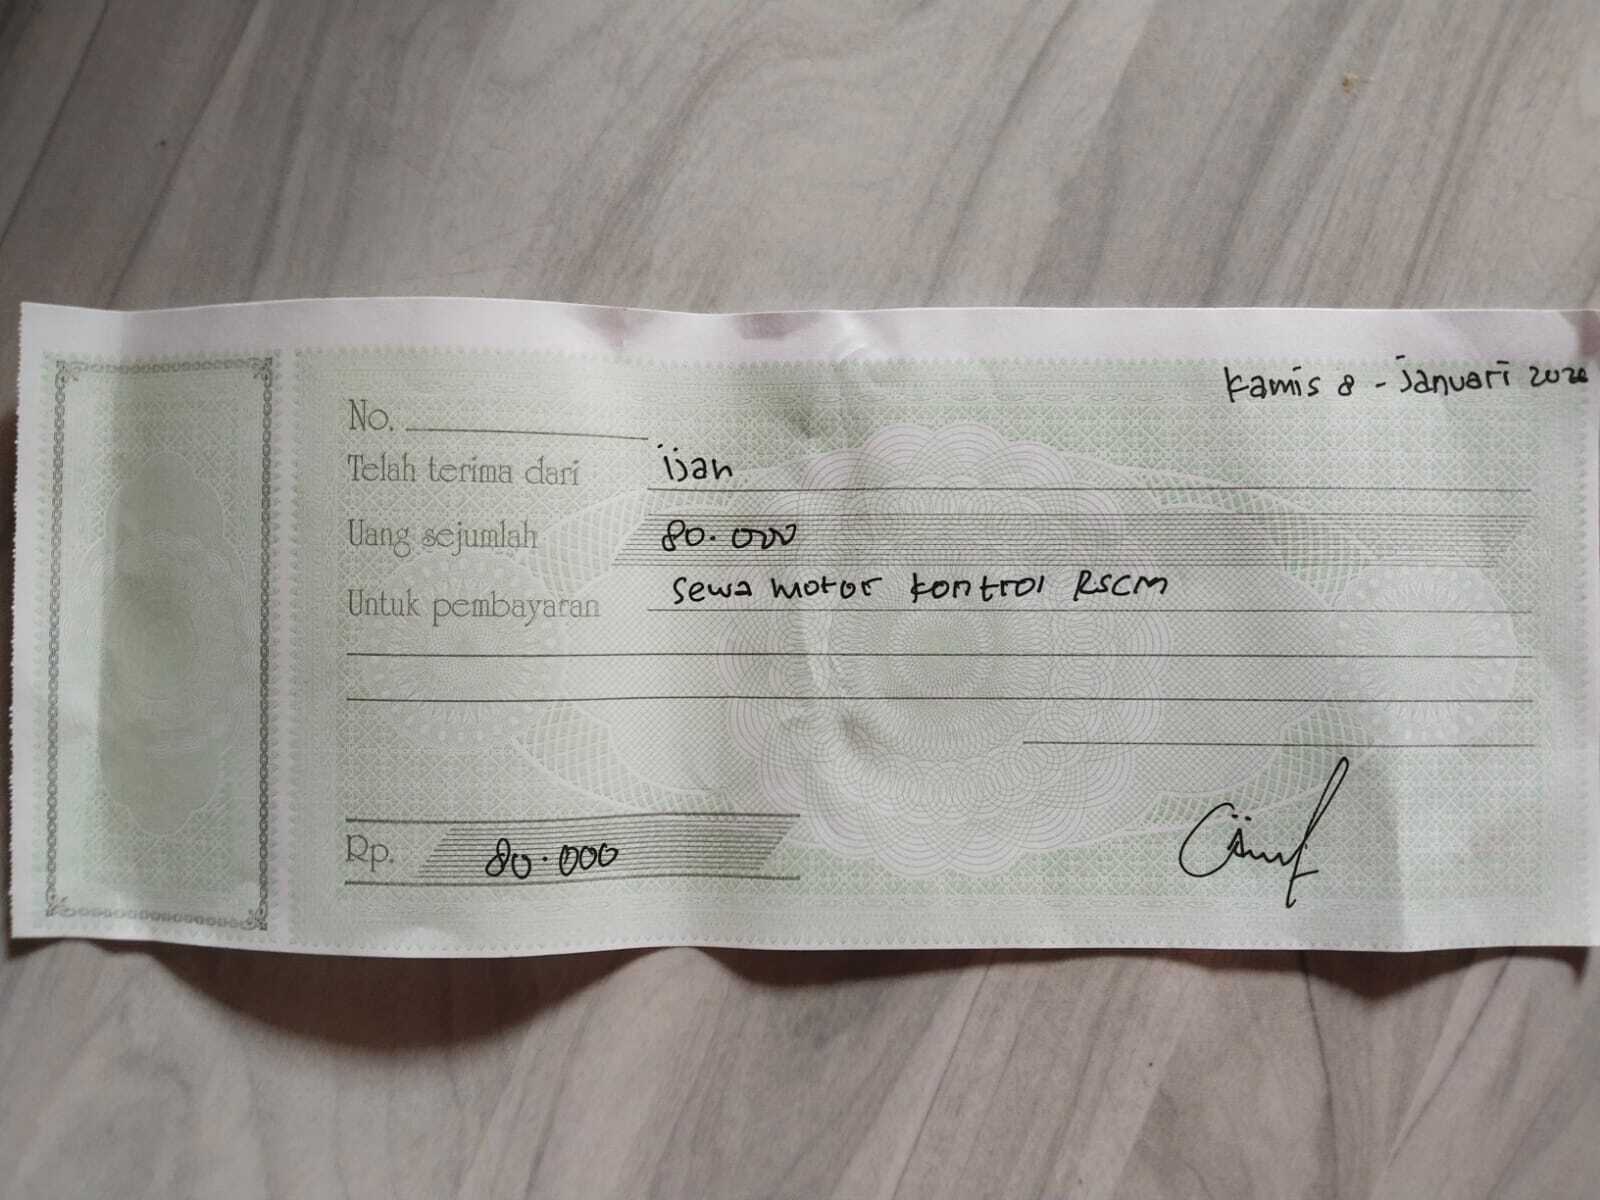 Kamis 8 - Januari 2026
No.
Telah terima dari ijan
Uang sejumlah 80.000
Untuk pembayaran sewa motor kontrol RSCM
Rp. 80.000